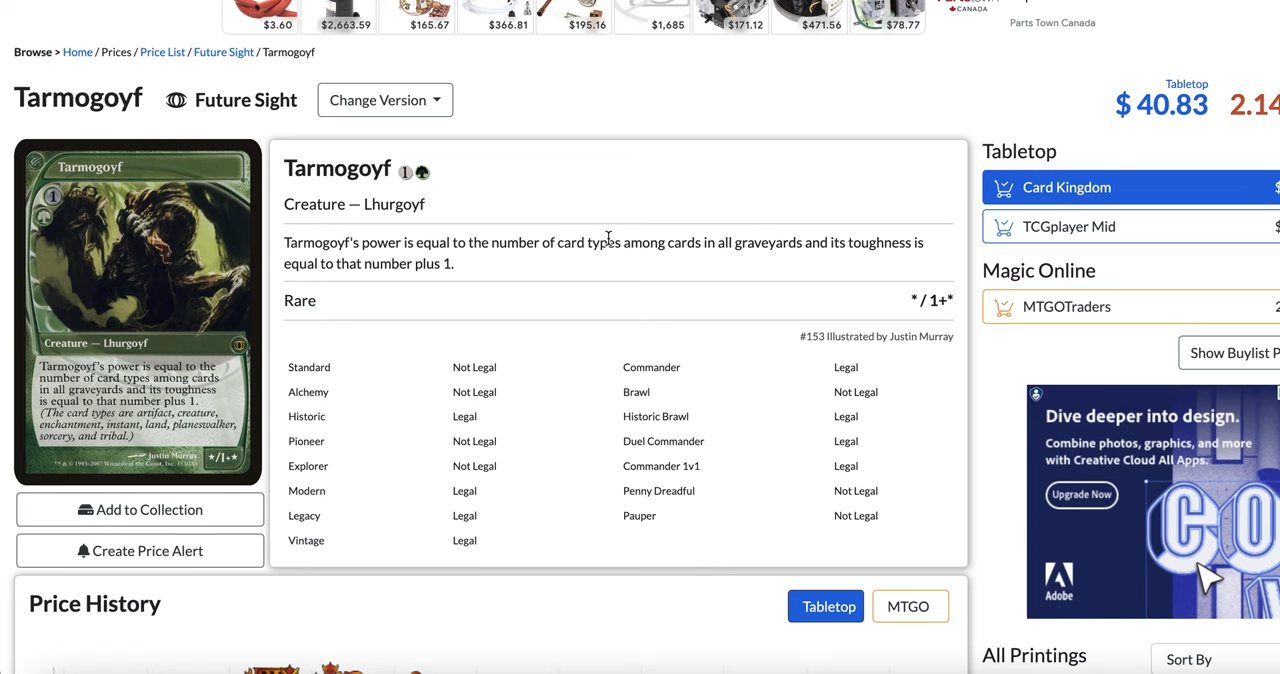 $3.60
$2,663.59
$165.67
$366.81
$195.16
$1,685
$171.12
$471.56
$78.77
CANADA
Parts Town Canada
Browse > Home / Prices / Price List / Future Sight / Tarmogoyf
Tarmogoyf
Future Sight
Change Version
Tabletop
$ 40.83
2.14
Tarmogoyf
1
Creature — Lhurgoyf
Tarmogoyf's power is equal to the
number of card types among cards
in all graveyards and its toughness
is equal to that number plus 1.
(The card types are artifact, creature,
enchantment, instant, land, planeswalker,
sorcery, and tribal.)
Justin Murray
*/1+*
Add to Collection
Create Price Alert
Tarmogoyf 1
Creature — Lhurgoyf
Tarmogoyf's power is equal to the number of card types among cards in all graveyards and its toughness is
equal to that number plus 1.
Rare * / 1+*
#153 Illustrated by Justin Murray
Standard Not Legal Commander Legal
Alchemy Not Legal Brawl Not Legal
Historic Legal Historic Brawl Legal
Pioneer Not Legal Duel Commander Legal
Explorer Not Legal Commander 1v1 Legal
Modern Legal Penny Dreadful Not Legal
Legacy Legal Pauper Not Legal
Vintage Legal
Price History
Tabletop
MTGO
Tabletop
Card Kingdom $
TCGplayer Mid $
Magic Online
MTGOTraders 2
Show Buylist P
Dive deeper into design.
Combine photos, graphics, and more
with Creative Cloud All Apps.
Upgrade Now
CO
Adobe
All Printings
Sort By